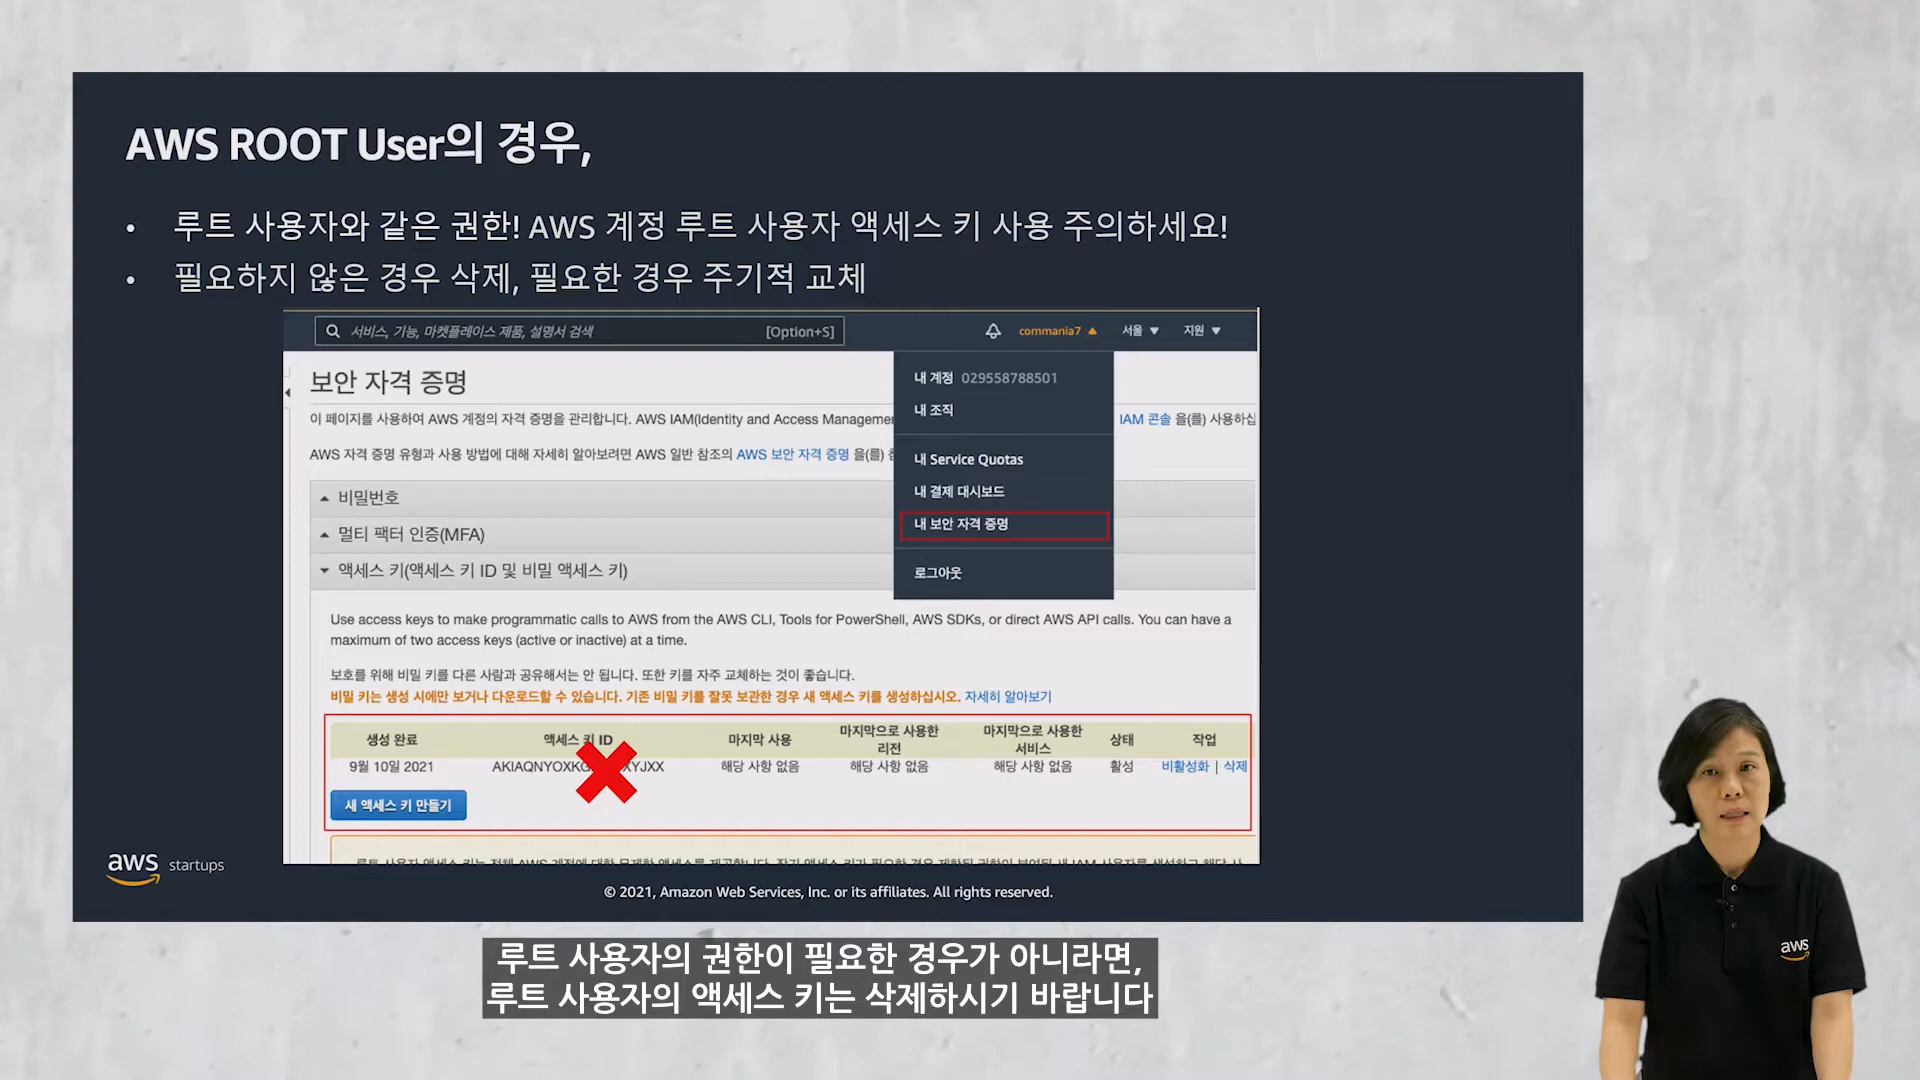 AWS ROOT User의 경우,
• 루트 사용자와 같은 권한! AWS 계정 루트 사용자 액세스 키 사용 주의하세요!
• 필요하지 않은 경우 삭제, 필요한 경우 주기적 교체
서비스, 기능, 마켓플레이스 제품, 설명서 검색 [Option+S] commania7 서울 지원
내 계정 029558788501
내 조직
내 Service Quotas
내 결제 대시보드
내 보안 자격 증명
로그아웃
보안 자격 증명
이 페이지를 사용하여 AWS 계정의 자격 증명을 관리합니다. AWS IAM(Identity and Access IAM 콘솔 을(를)
AWS 자격 증명 유형과 사용 방법에 대해 자세히 알아보려면 AWS 일반 참조의 AWS 보안 자격 증명 을(를)
비밀번호
멀티 팩터 인증(MFA)
액세스 키(액세스 키 ID 및 비밀 액세스 키)
Use access keys to make programmatic calls to AWS from the AWS CLI, Tools for PowerShell, AWS SDKs, or direct AWS API calls. You can have a
maximum of two access keys (active or inactive) at a time.
보호를 위해 비밀 키를 다른 사람과 공유해서는 안 됩니다. 또한 키를 자주 교체하는 것이 좋습니다.
비밀 키는 생성 시에만 보거나 다운로드할 수 있습니다. 기존 비밀 키를 잘못 보관한 경우 새 액세스 키를 생성하십시오. 자세히 알아보기
생성 완료 액세스 키 ID 마지막 사용 마지막으로 사용한 리전 마지막으로 사용한 서비스 상태 작업
9월 10일 2021 해당 사항 없음 해당 사항 없음 해당 사항 없음 활성 비활성화 | 삭제
새 액세스 키 만들기
aws startups
© 2021, Amazon Web Services, Inc. or its affiliates. All rights reserved.
aws
루트 사용자의 권한이 필요한 경우가 아니라면,
루트 사용자의 액세스 키는 삭제하시기 바랍니다